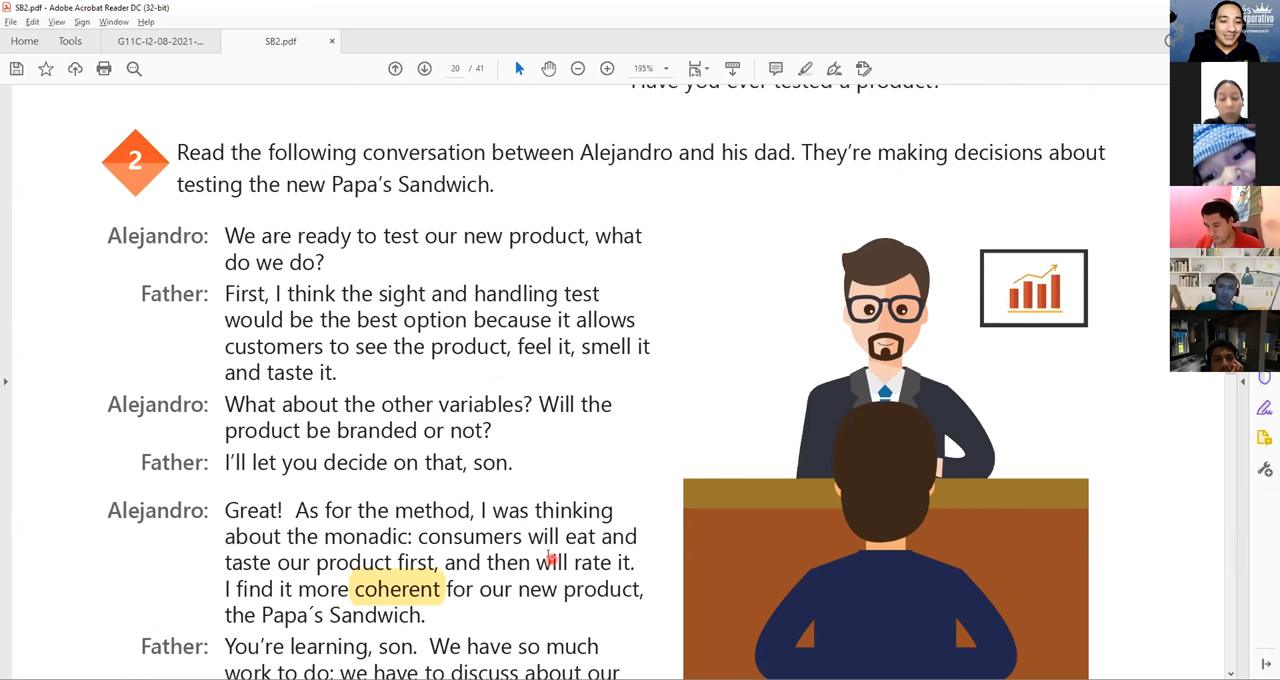 SB2.pdf - Adobe Acrobat Reader DC (32-bit)
File Edit View Sign Window Help
Home Tools G11C-I2-08-2021-... SB2.pdf ×
20 / 41 195%
Have you ever tested a product?
2
Read the following conversation between Alejandro and his dad. They're making decisions about
testing the new Papa's Sandwich.
Alejandro: We are ready to test our new product, what
do we do?
Father: First, I think the sight and handling test
would be the best option because it allows
customers to see the product, feel it, smell it
and taste it.
Alejandro: What about the other variables? Will the
product be branded or not?
Father: I'll let you decide on that, son.
Alejandro: Great! As for the method, I was thinking
about the monadic: consumers will eat and
taste our product first, and then will rate it.
I find it more coherent for our new product,
the Papa´s Sandwich.
Father: You're learning, son. We have so much
work to do: we have to discuss about our